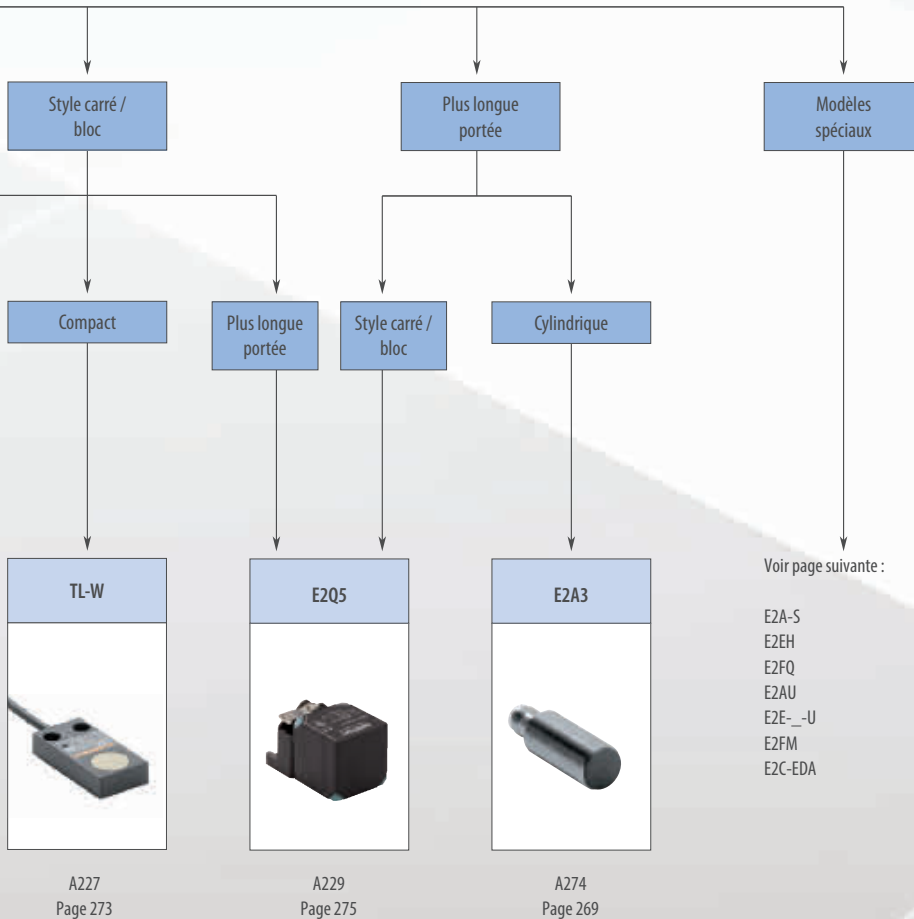 Style carré /
bloc
Plus longue
portée
Modèles
spéciaux
Compact
Plus longue
portée
Style carré /
bloc
Cylindrique
TL-W
E2Q5
E2A3
Voir page suivante :
E2A-S
E2EH
E2FQ
E2AU
E2E-_-U
E2FM
E2C-EDA
A227
Page 273
A229
Page 275
A274
Page 269